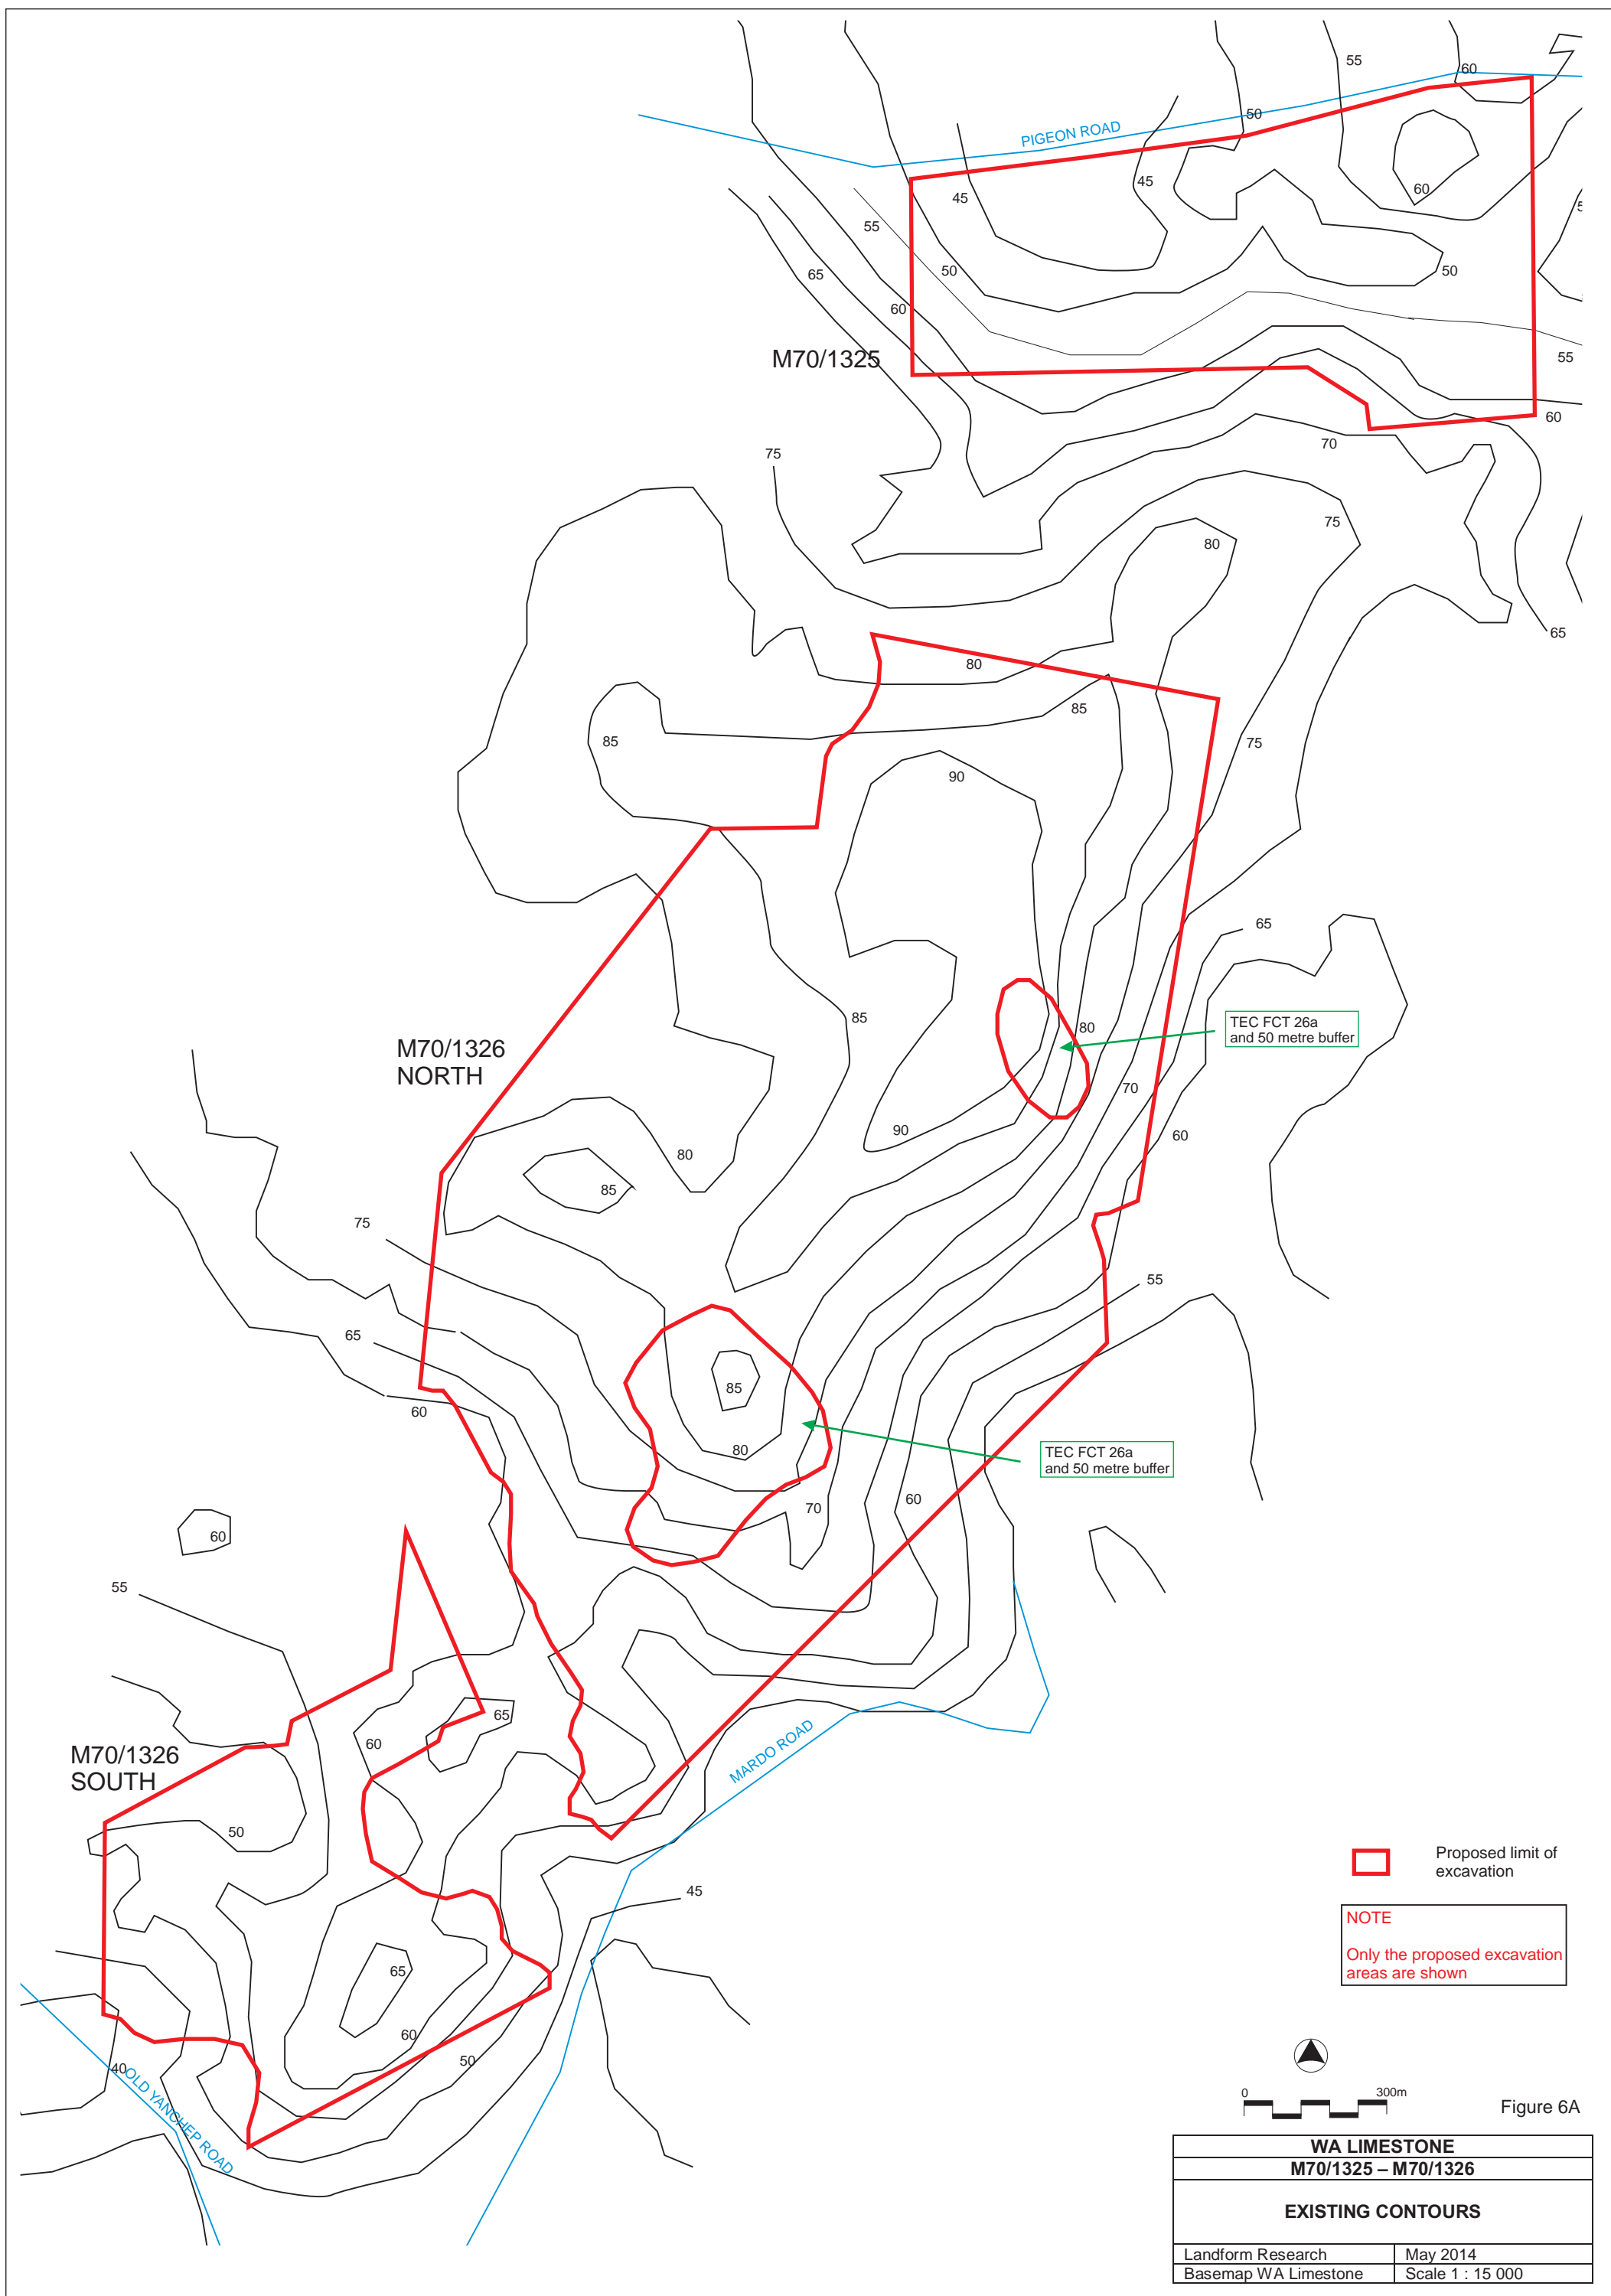 55
60
50
PIGEON ROAD
45
45
60
55
50
50
65
60
M70/1325
55
60
70
75
75
80
65
80
85
85
75
90
65
85
80
TEC FCT 26a
and 50 metre buffer
M70/1326
NORTH
70
90
60
80
85
75
55
65
85
60
80
TEC FCT 26a
and 50 metre buffer
60
70
60
55
65
60
M70/1326
SOUTH
MARDO ROAD
50
45
65
60
50
40
OLD YANCHEP ROAD
Proposed limit of
excavation
NOTE
Only the proposed excavation
areas are shown
0 300m
Figure 6A
WA LIMESTONE
M70/1325 – M70/1326
EXISTING CONTOURS
Landform Research May 2014
Basemap WA Limestone Scale 1 : 15 000